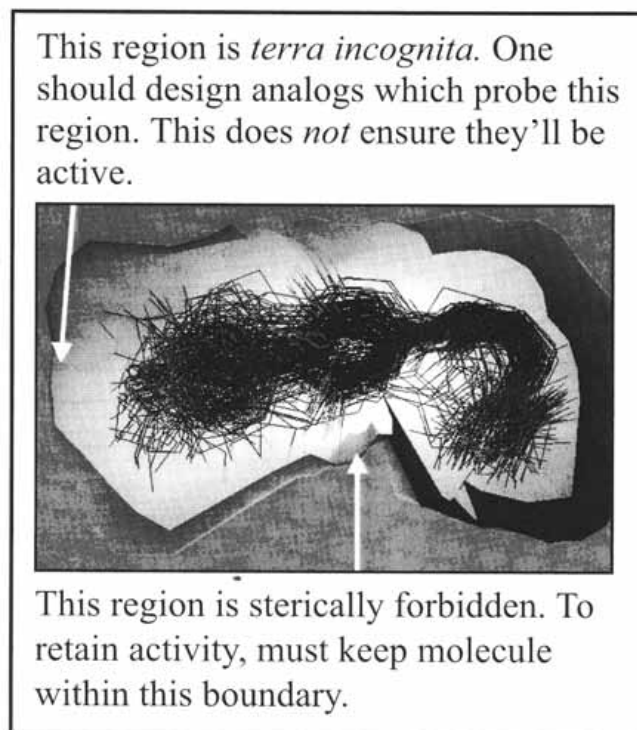 This region is terra incognita. One
should design analogs which probe this
region. This does not ensure they’ll be
active.
This region is sterically forbidden. To
retain activity, must keep molecule
within this boundary.